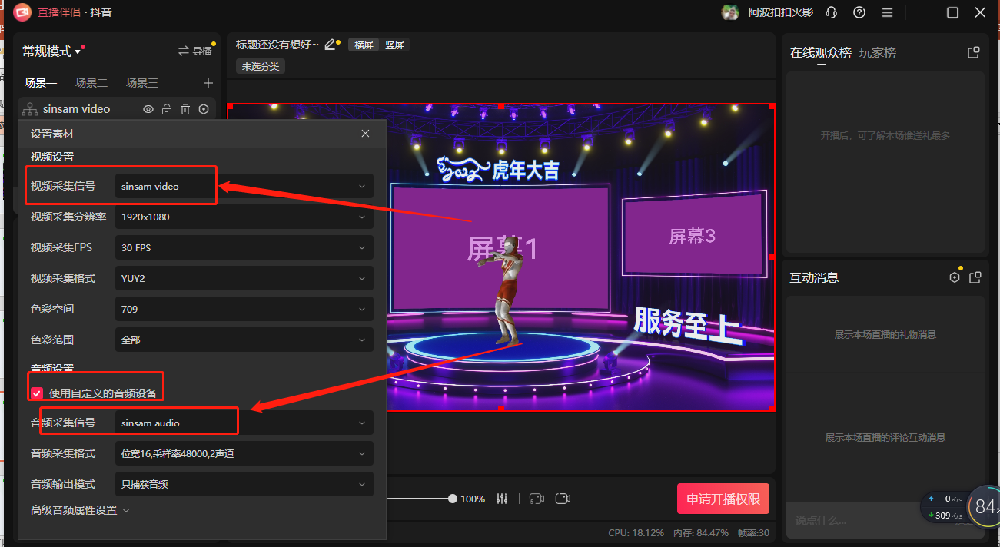 直播伴侣 · 抖音
阿波扣扣火影
常规模式
导播
场景一 场景二 场景三
sinsam video
设置素材
视频设置
视频采集信号 sinsam video
视频采集分辨率 1920x1080
视频采集FPS 30 FPS
视频采集格式 YUY2
色彩空间 709
色彩范围 全部
音频设置
使用自定义的音频设备
音频采集信号 sinsam audio
音频采集格式 位宽16,采样率48000,2声道
音频输出模式 只捕获音频
高级音频属性设置
标题还没有想好~ 横屏 竖屏
未选分类
2022 虎年大吉
屏幕1
屏幕3
服务至上
100%
申请开播权限
CPU: 18.12% 内存: 84.47% 帧率:30
在线观众榜 玩家榜
开播后，可了解本场谁送礼最多
互动消息
展示本场直播的礼物消息
展示本场直播的评论互动消息
说点什么...
0K/s
309K/s
84%